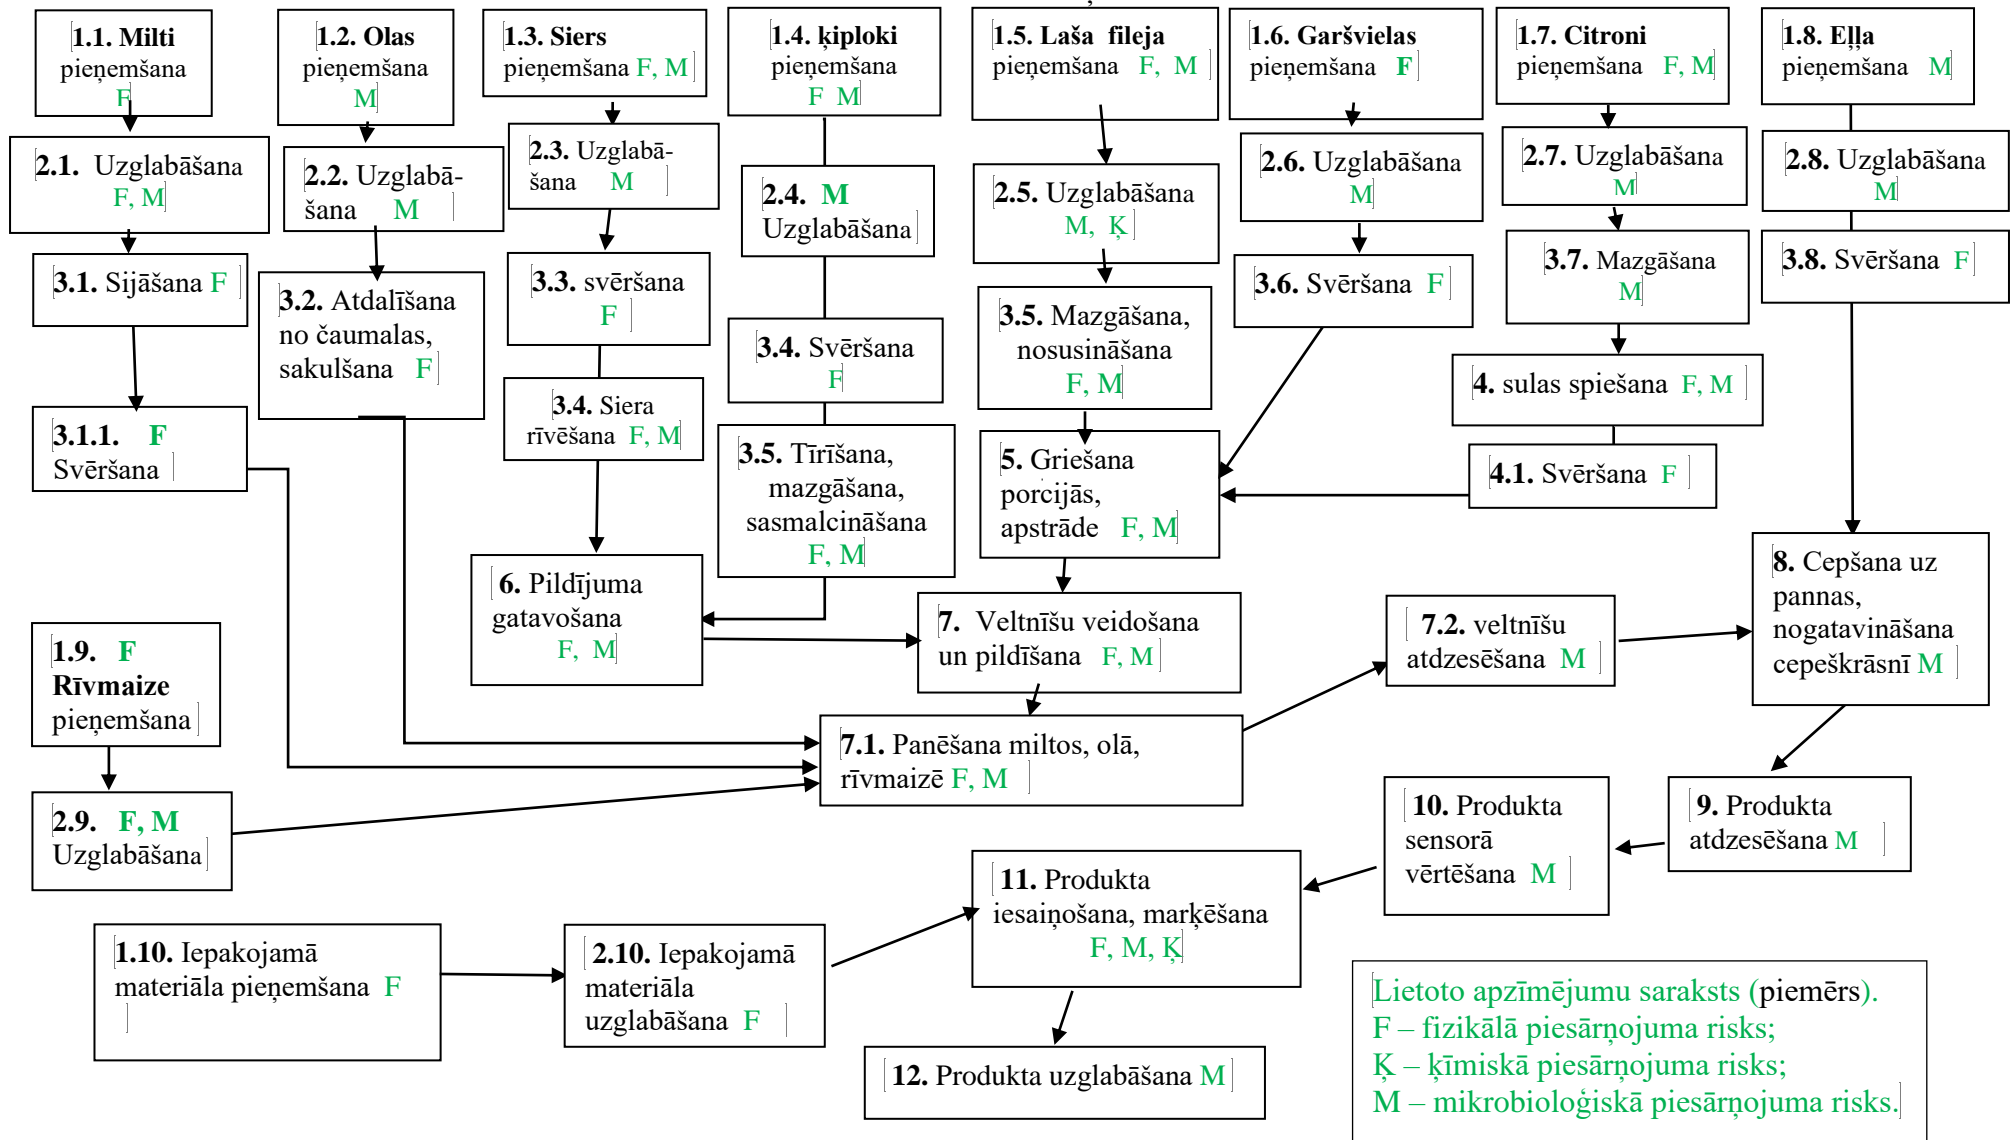 1.1. Milti
pieņemšana
F
1.2. Olas
pieņemšana
M
1.3. Siers
pieņemšana F, M
1.4. ķiploki
pieņemšana
F M
1.5. Laša fileja
pieņemšana F, M
1.6. Garšvielas
pieņemšana F
1.7. Citroni
pieņemšana F, M
1.8. Eļļa
pieņemšana M
2.1. Uzglabāšana
F, M
2.2. Uzglabā-
šana M
2.3. Uzglabā-
šana M
2.4. M
Uzglabāšana
2.5. Uzglabāšana
M, Ķ
2.6. Uzglabāšana
M
2.7. Uzglabāšana
M
2.8. Uzglabāšana
M
3.1. Sijāšana F
3.2. Atdalīšana
no čaumalas,
sakulšana F
3.3. svēršana
F
3.4. Svēršana
F
3.5. Mazgāšana,
nosusināšana
F, M
3.6. Svēršana F
3.7. Mazgāšana
M
3.8. Svēršana F
3.1.1. F
Svēršana
3.4. Siera
rīvēšana F, M
3.5. Tīrīšana,
mazgāšana,
sasmalcināšana
F, M
5. Griešana
porcijās,
apstrāde F, M
4. sulas spiešana F, M
4.1. Svēršana F
6. Pildījuma
gatavošana
F, M
7. Veltnīšu veidošana
un pildīšana F, M
7.2. veltnīšu
atdzesēšana M
8. Cepšana uz
pannas,
nogatavināšana
cepeškrāsnī M
1.9. F
Rīvmaize
pieņemšana
7.1. Panēšana miltos, olā,
rīvmaizē F, M
2.9. F, M
Uzglabāšana
10. Produkta
sensorā
vērtēšana M
9. Produkta
atdzesēšana M
11. Produkta
iesaiņošana, marķēšana
F, M, Ķ
1.10. Iepakojamā
materiāla pieņemšana F
2.10. Iepakojamā
materiāla
uzglabāšana F
12. Produkta uzglabāšana M
Lietoto apzīmējumu saraksts (piemērs).
F – fizikālā piesārņojuma risks;
Ķ – ķīmiskā piesārņojuma risks;
M – mikrobioloģiskā piesārņojuma risks.